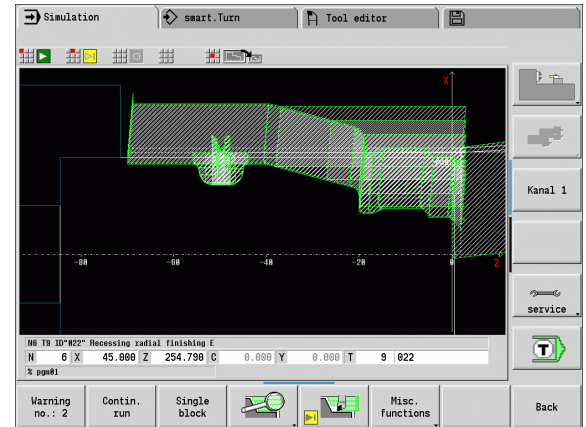 Simulation
smart.Turn
Tool editor
X
Kanal 1
-80
-60
-40
-20
0
Z
service
N6 T9 ID"022" Recessing radial finishing E
N 6 X 45.000 Z 254.790 C 0.000 Y 0.000 T 9 022
% pgm01
T
Warning no.: 2
Contin. run
Single block
Misc. functions
Back